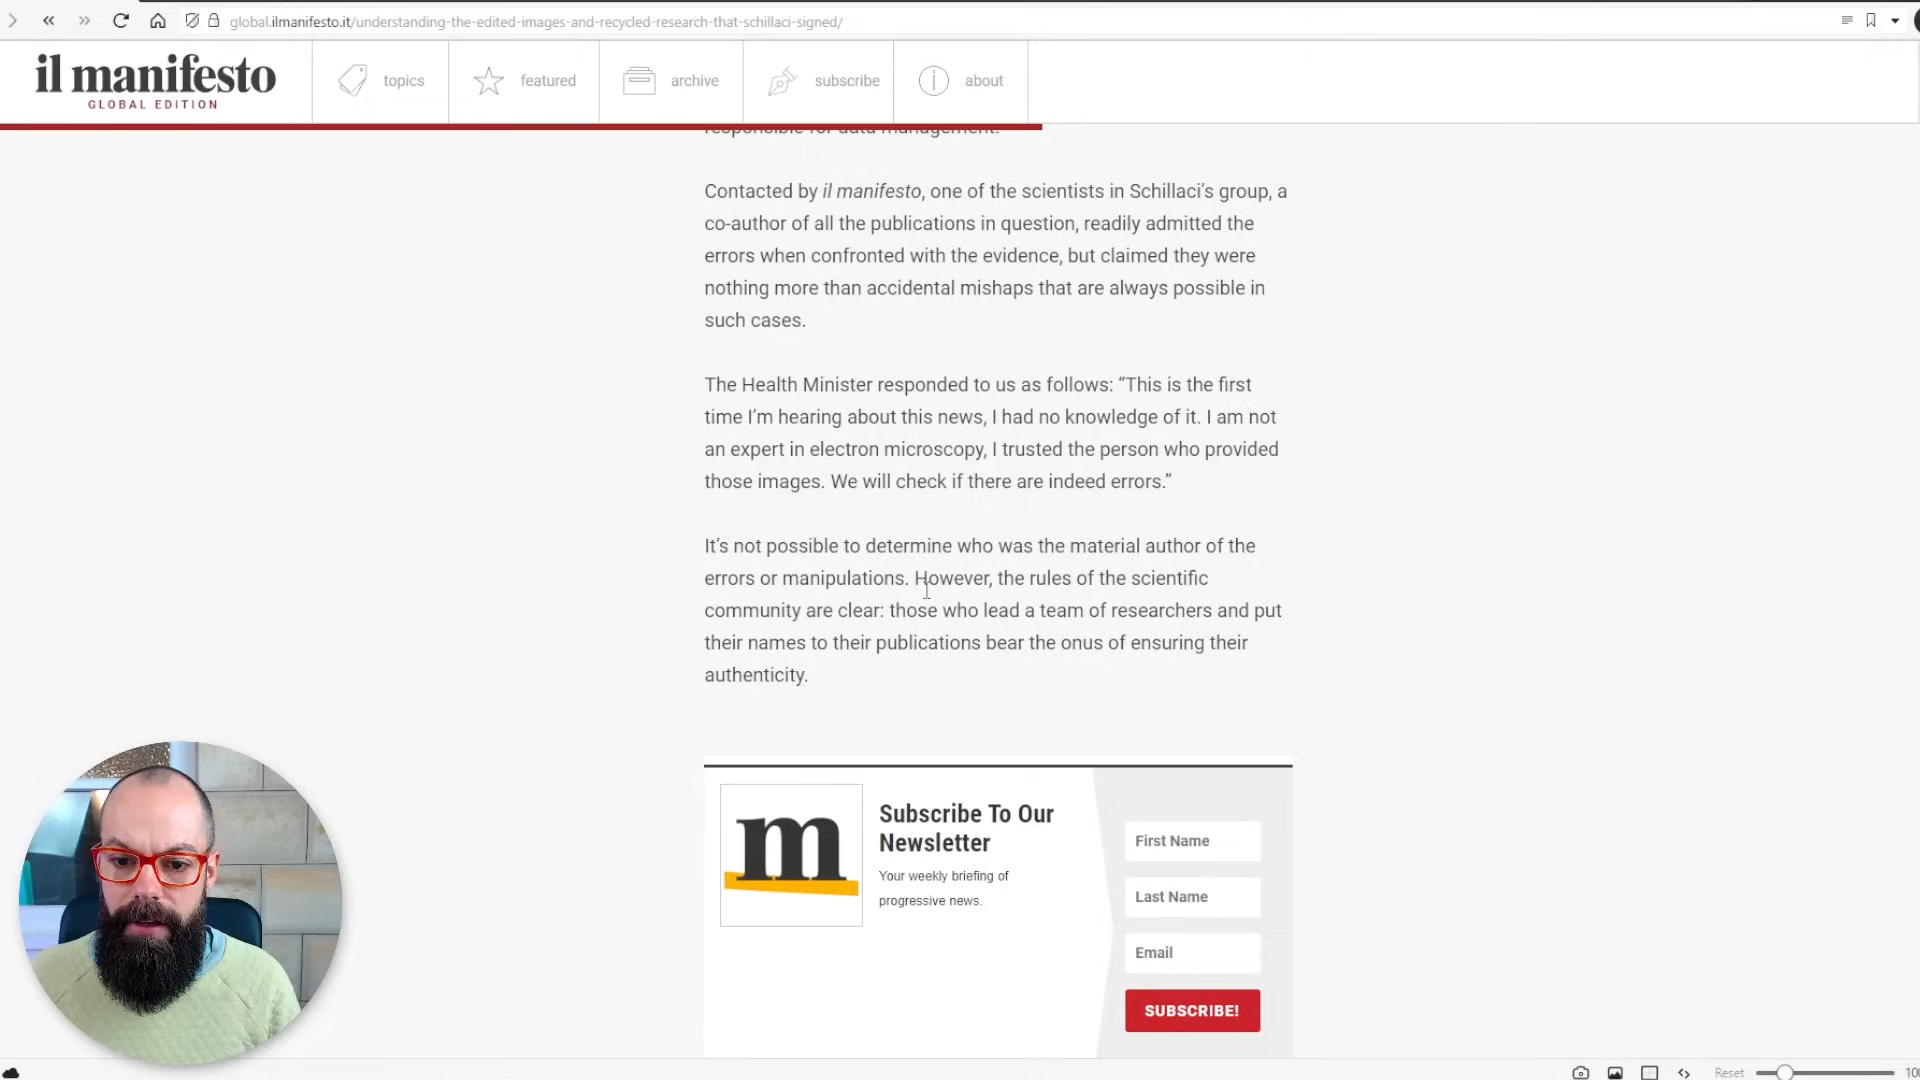 global.ilmanifesto.it/understanding-the-edited-images-and-recycled-research-that-schillaci-signed/
il manifesto
GLOBAL EDITION
topics
featured
archive
subscribe
about
responsible for data management.
Contacted by il manifesto, one of the scientists in Schillaci’s group, a
co-author of all the publications in question, readily admitted the
errors when confronted with the evidence, but claimed they were
nothing more than accidental mishaps that are always possible in
such cases.
The Health Minister responded to us as follows: “This is the first
time I’m hearing about this news, I had no knowledge of it. I am not
an expert in electron microscopy, I trusted the person who provided
those images. We will check if there are indeed errors.”
It’s not possible to determine who was the material author of the
errors or manipulations. However, the rules of the scientific
community are clear: those who lead a team of researchers and put
their names to their publications bear the onus of ensuring their
authenticity.
m
Subscribe To Our
Newsletter
Your weekly briefing of
progressive news.
First Name
Last Name
Email
SUBSCRIBE!
Reset